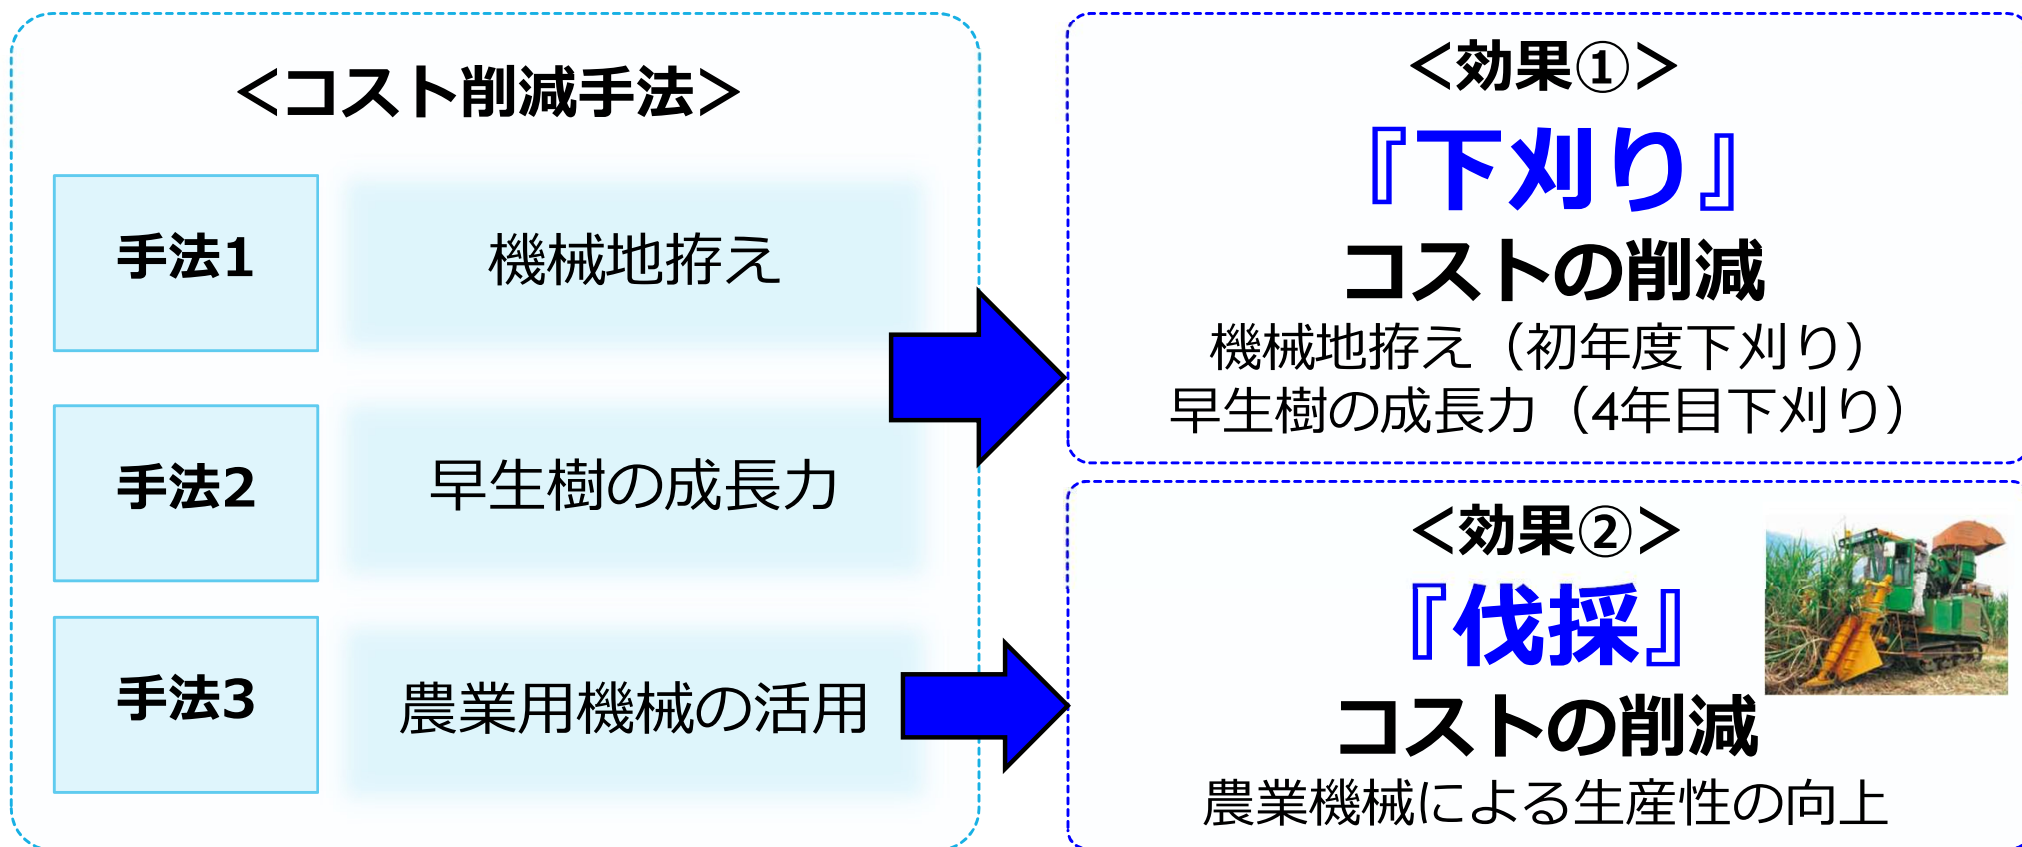 ＜コスト削減手法＞
手法1
機械地拵え
手法2
早生樹の成長力
手法3
農業用機械の活用
＜効果①＞
『下刈り』
コストの削減
機械地拵え（初年度下刈り）
早生樹の成長力（4年目下刈り）
＜効果②＞
『伐採』
コストの削減
農業機械による生産性の向上